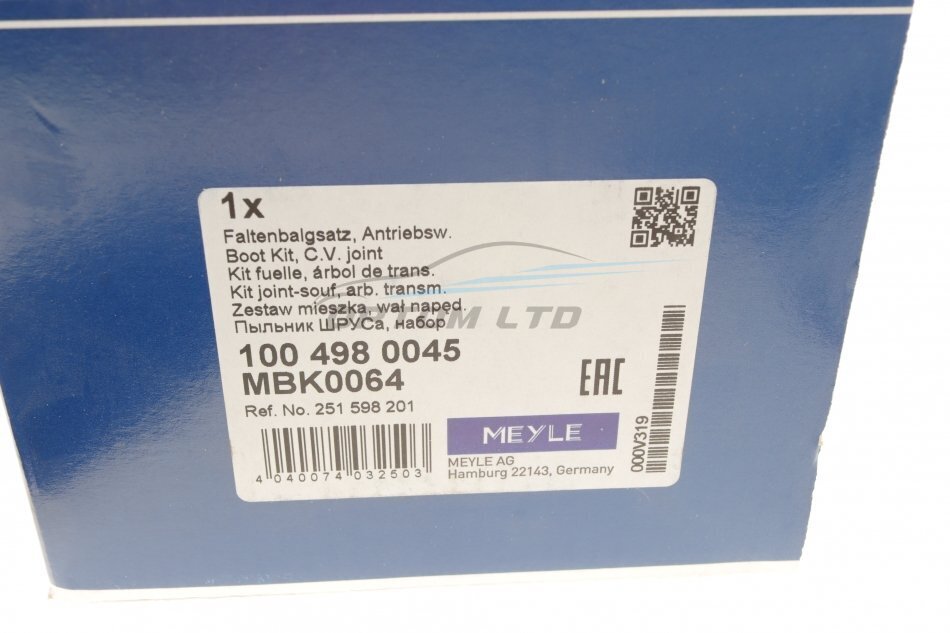 1x
Faltenbalgsatz, Antriebsw.
Boot Kit, C.V. joint
Kit fuelle, árbol de trans.
Kit joint-souf, arb. transm.
Zestaw mieszka, wał naped.
Пыльник ШРУСа, набор
OPTOM LTD
100 498 0045
MBK0064
EAC
Ref. No. 251 598 201
MEYLE
MEYLE AG
Hamburg 22143, Germany
4 040074 032503
000V319